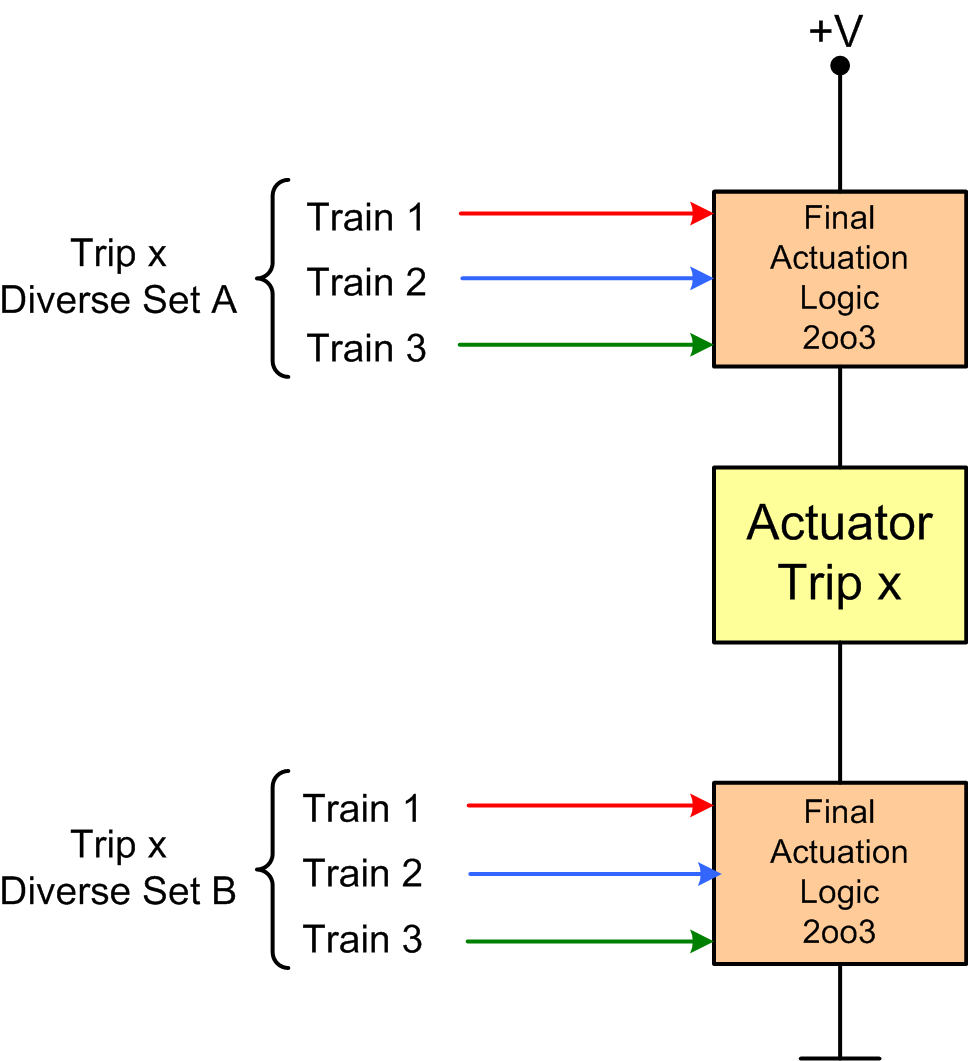 +V
Trip x
Diverse Set A
Train 1
Train 2
Train 3
Final
Actuation
Logic
2oo3
Actuator
Trip x
Trip x
Diverse Set B
Train 1
Train 2
Train 3
Final
Actuation
Logic
2oo3